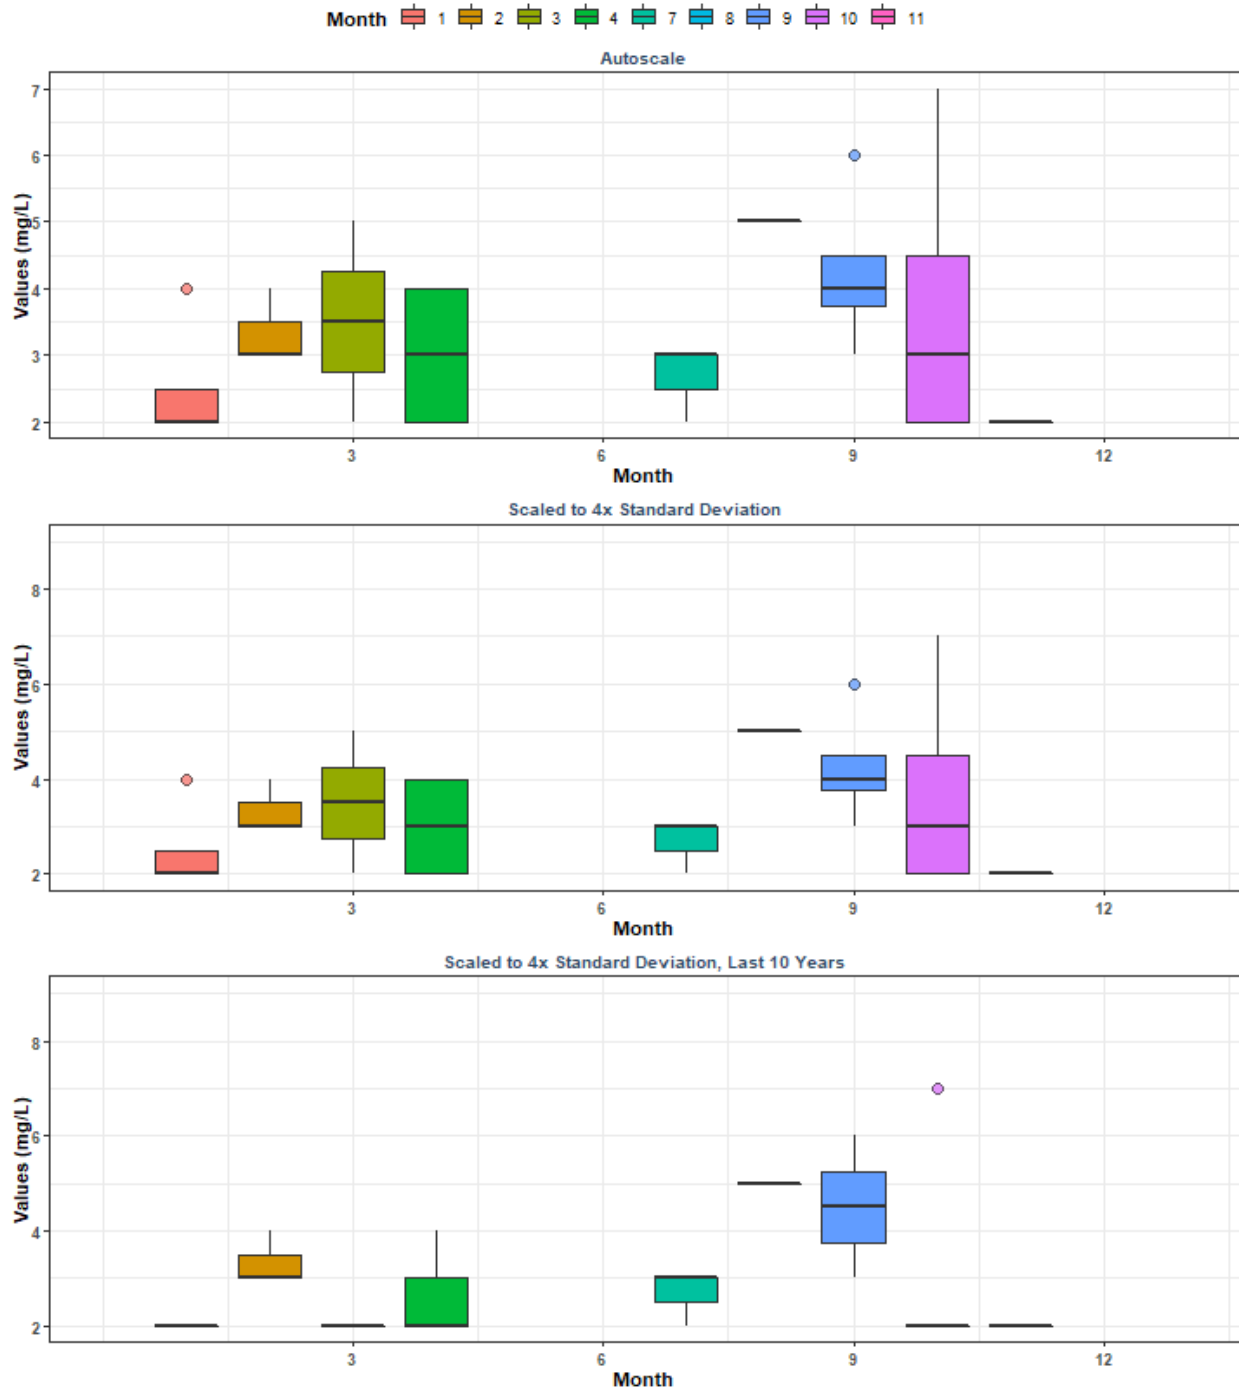 Month 1 2 3 4 7 8 9 10 11
Autoscale
Values (mg/L)
7
6
5
4
3
2
3 6 9 12
Month
Scaled to 4x Standard Deviation
Values (mg/L)
8
6
4
2
3 6 9 12
Month
Scaled to 4x Standard Deviation, Last 10 Years
Values (mg/L)
8
6
4
2
3 6 9 12
Month